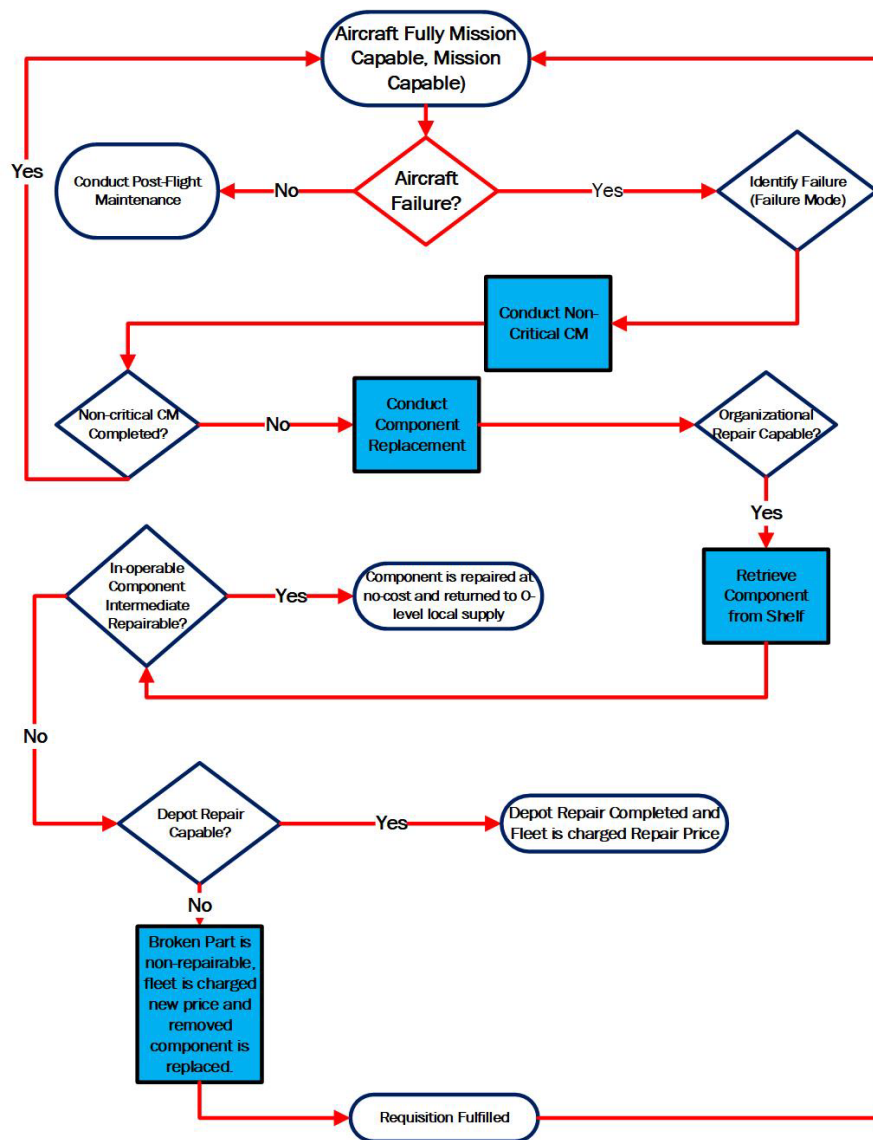 Aircraft Fully Mission
Capable, Mission
Capable)
Yes
Conduct Post-Flight
Maintenance
No
Aircraft
Failure?
Yes
Identify Failure
(Failure Mode)
Conduct Non-
Critical CM
Non-critical CM
Completed?
No
Conduct
Component
Replacement
Organizational
Repair Capable?
Yes
In-operable
Component
Intermediate
Repairable?
Yes
Component is repaired at
no-cost and returned to O-
level local supply
Retrieve
Component
from Shelf
No
Depot Repair
Capable?
Yes
Depot Repair Completed and
Fleet is charged Repair Price
No
Broken Part is
non-repairable,
fleet is charged
new price and
removed
component is
replaced.
Requisition Fulfilled